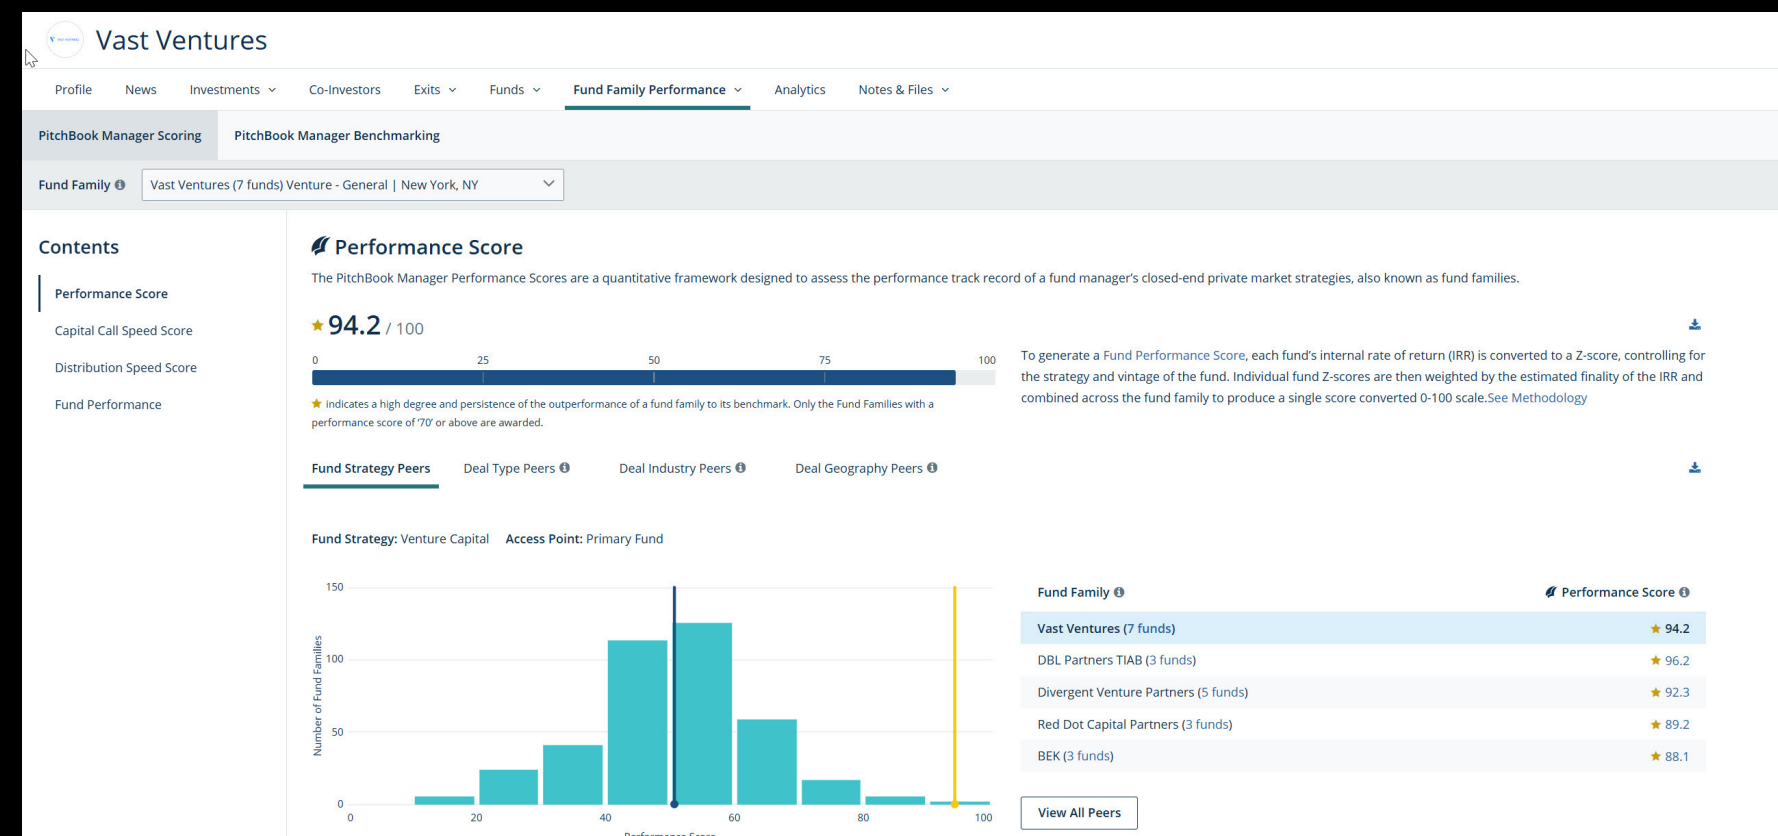 Vast Ventures
Profile News Investments Co-Investors Exits Funds Fund Family Performance Analytics Notes & Files
PitchBook Manager Scoring PitchBook Manager Benchmarking
Fund Family Vast Ventures (7 funds) Venture - General | New York, NY
Contents
Performance Score
Capital Call Speed Score
Distribution Speed Score
Fund Performance
Performance Score
The PitchBook Manager Performance Scores are a quantitative framework designed to assess the performance track record of a fund manager's closed-end private market strategies, also known as fund families.
94.2 / 100
0 25 50 75 100
indicates a high degree and persistence of the outperformance of a fund family to its benchmark. Only the Fund Families with a
performance score of '70' or above are awarded.
To generate a Fund Performance Score, each fund's internal rate of return (IRR) is converted to a Z-score, controlling for
the strategy and vintage of the fund. Individual fund Z-scores are then weighted by the estimated finality of the IRR and
combined across the fund family to produce a single score converted 0-100 scale.See Methodology
Fund Strategy Peers Deal Type Peers Deal Industry Peers Deal Geography Peers
Fund Strategy: Venture Capital Access Point: Primary Fund
Number of Fund Families
150
100
50
0
0 20 40 60 80 100
Performance Score
Fund Family Performance Score
Vast Ventures (7 funds) 94.2
DBL Partners TIAB (3 funds) 96.2
Divergent Venture Partners (5 funds) 92.3
Red Dot Capital Partners (3 funds) 89.2
BEK (3 funds) 88.1
View All Peers